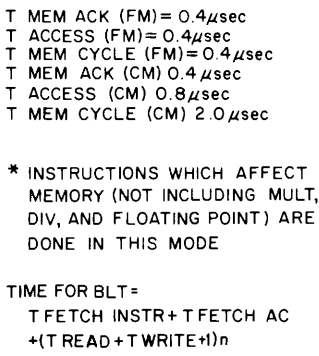 T MEM ACK (FM)= 0.4μsec
T ACCESS (FM)= 0.4μsec
T MEM CYCLE (FM)= 0.4μsec
T MEM ACK (CM) 0.4μsec
T ACCESS (CM) 0.8μsec
T MEM CYCLE (CM) 2.0μsec
* INSTRUCTIONS WHICH AFFECT
MEMORY (NOT INCLUDING MULT,
DIV, AND FLOATING POINT) ARE
DONE IN THIS MODE
TIME FOR BLT=
T FETCH INSTR+ T FETCH AC
+(T READ+T WRITE+1)n